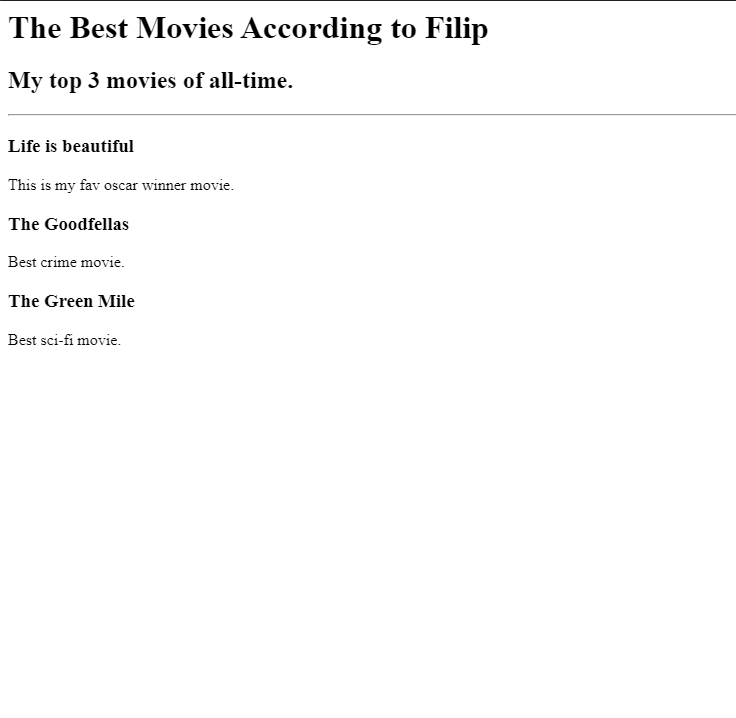 The Best Movies According to Filip
My top 3 movies of all-time.
Life is beautiful
This is my fav oscar winner movie.
The Goodfellas
Best crime movie.
The Green Mile
Best sci-fi movie.